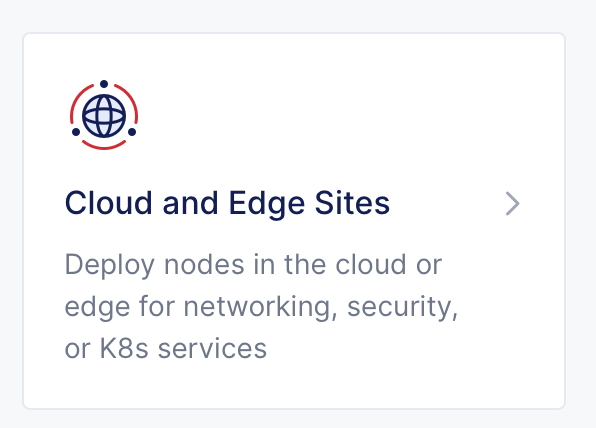 Cloud and Edge Sites
Deploy nodes in the cloud or
edge for networking, security,
or K8s services